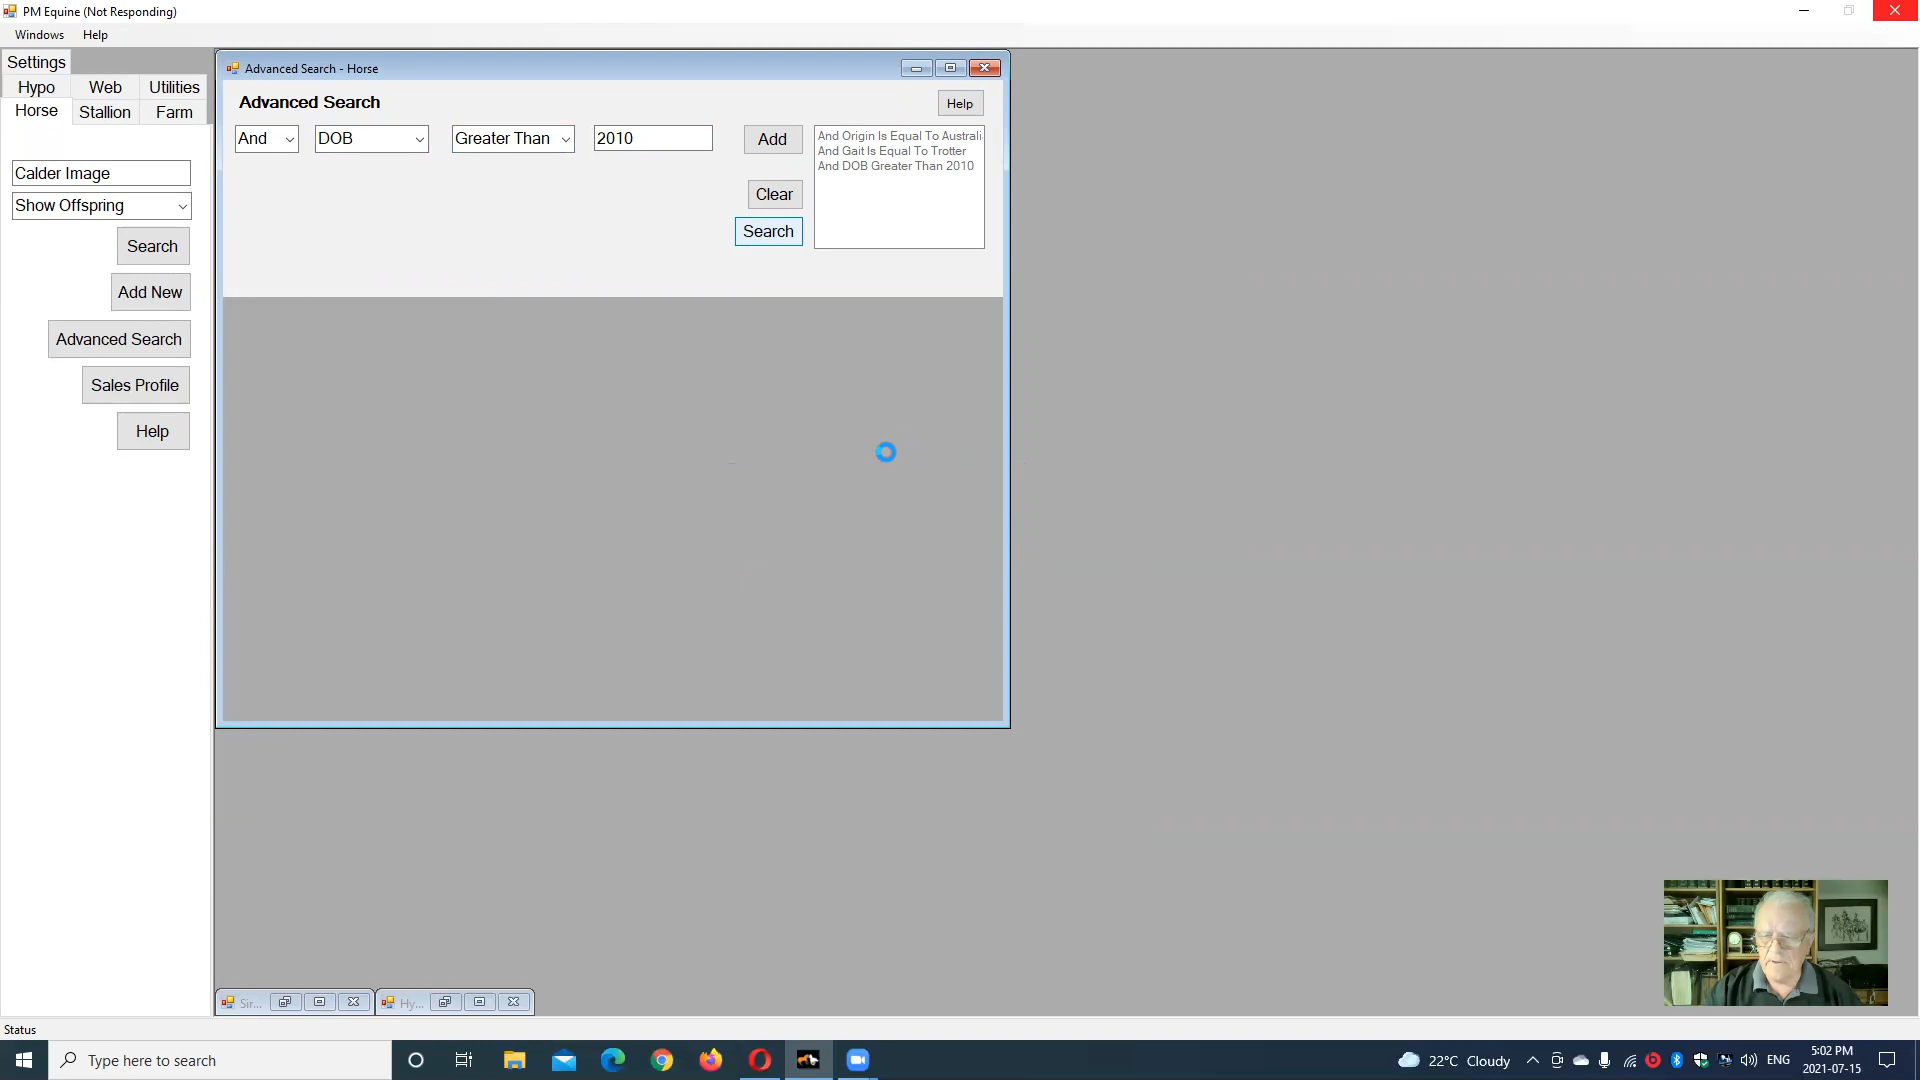 PM Equine (Not Responding)
Windows Help
Settings
Hypo Web Utilities
Horse Stallion Farm
Calder Image
Show Offspring
Search
Add New
Advanced Search
Sales Profile
Help
Advanced Search - Horse
Advanced Search
Help
And DOB Greater Than 2010 Add
Clear
Search
And Origin Is Equal To Australi
And Gait Is Equal To Trotter
And DOB Greater Than 2010
Sir... Hy...
Status
Type here to search
22°C Cloudy
ENG
5:02 PM
2021-07-15